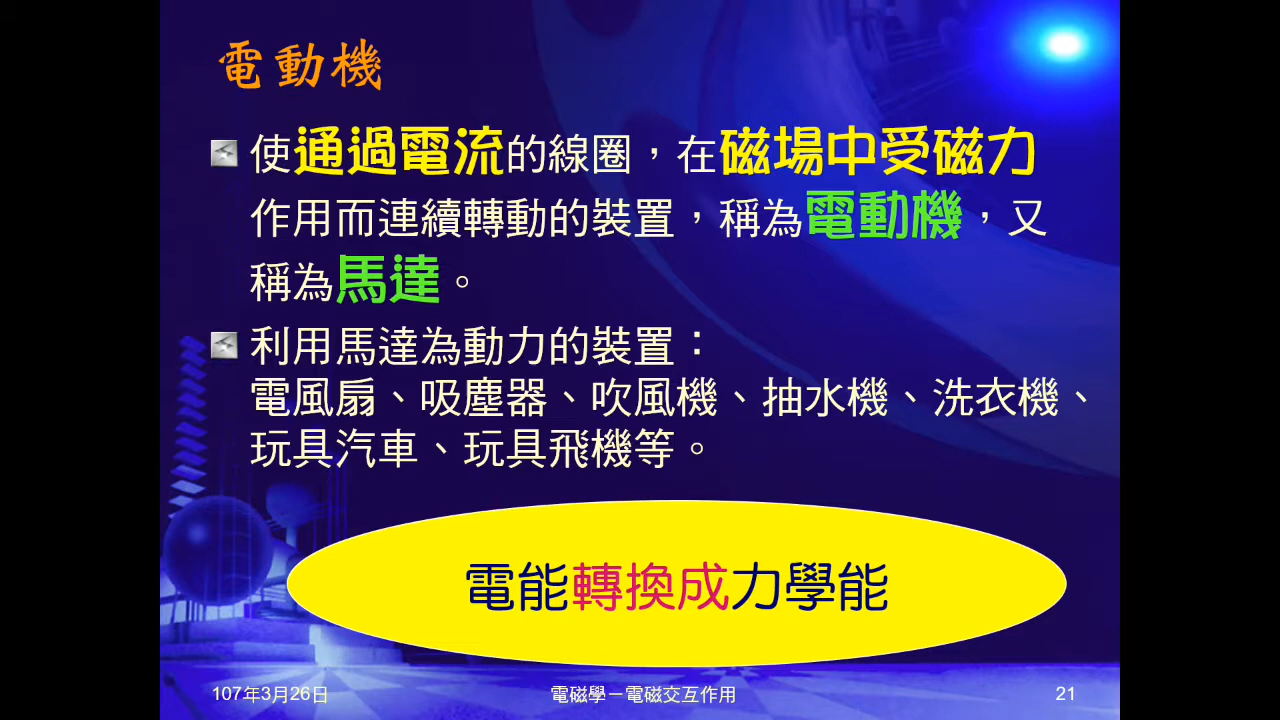 電動機
使通過電流的線圈，在磁場中受磁力
作用而連續轉動的裝置，稱為電動機，又
稱為馬達。
利用馬達為動力的裝置：
電風扇、吸塵器、吹風機、抽水機、洗衣機、
玩具汽車、玩具飛機等。
電能轉換成力學能
107年3月26日
電磁學－電磁交互作用
21